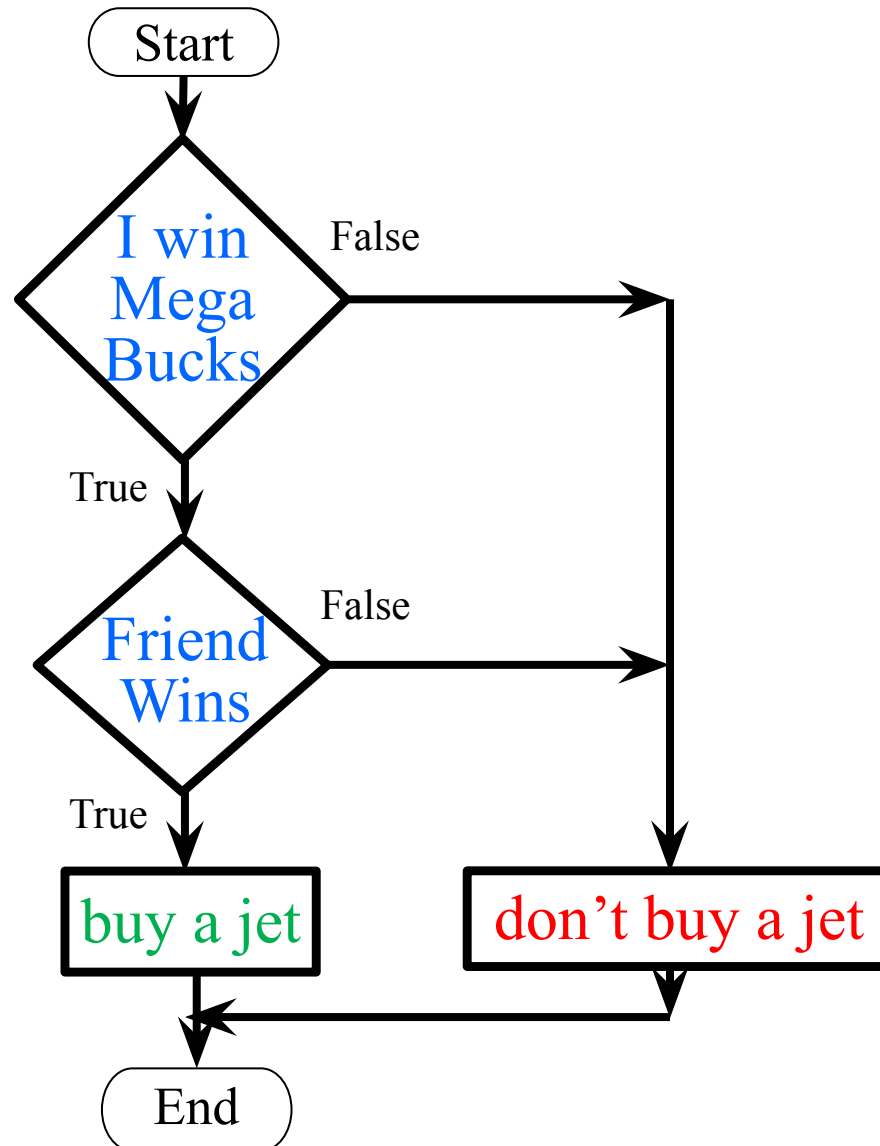 Start
I win
Mega
Bucks
False
True
Friend
Wins
False
True
buy a jet
don’t buy a jet
End